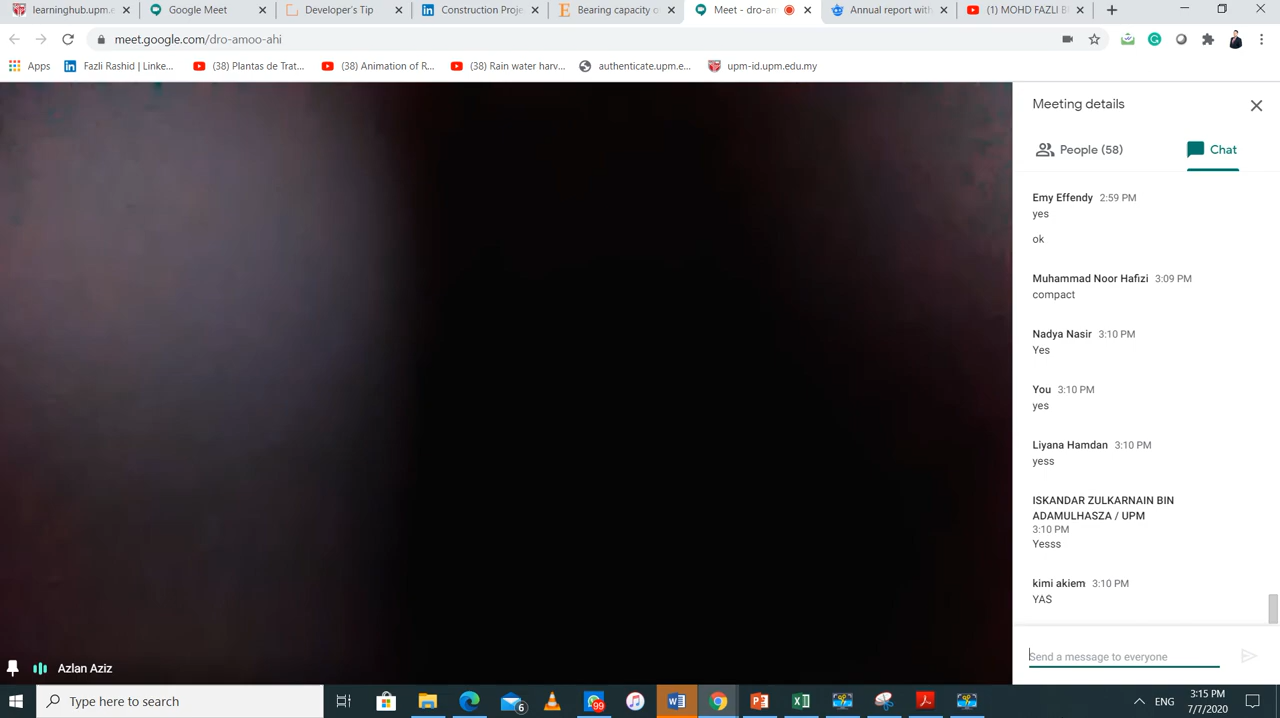 learninghub.upm.e
Google Meet
Developer's Tip
Construction Proje
Bearing capacity o
Meet - dro-am
Annual report with
(1) MOHD FAZLI B
meet.google.com/dro-amoo-ahi
Apps
Fazli Rashid | Linke...
(38) Plantas de Trat...
(38) Animation of R...
(38) Rain water harv...
authenticate.upm.e...
upm-id.upm.edu.my
Meeting details
People (58)
Chat
Emy Effendy 2:59 PM
yes
ok
Muhammad Noor Hafizi 3:09 PM
compact
Nadya Nasir 3:10 PM
Yes
You 3:10 PM
yes
Liyana Hamdan 3:10 PM
yess
ISKANDAR ZULKARNAIN BIN
ADAMULHASZA / UPM
3:10 PM
Yesss
kimi akiem 3:10 PM
YAS
Send a message to everyone
Azlan Aziz
Type here to search
6
99
ENG
3:15 PM
7/7/2020